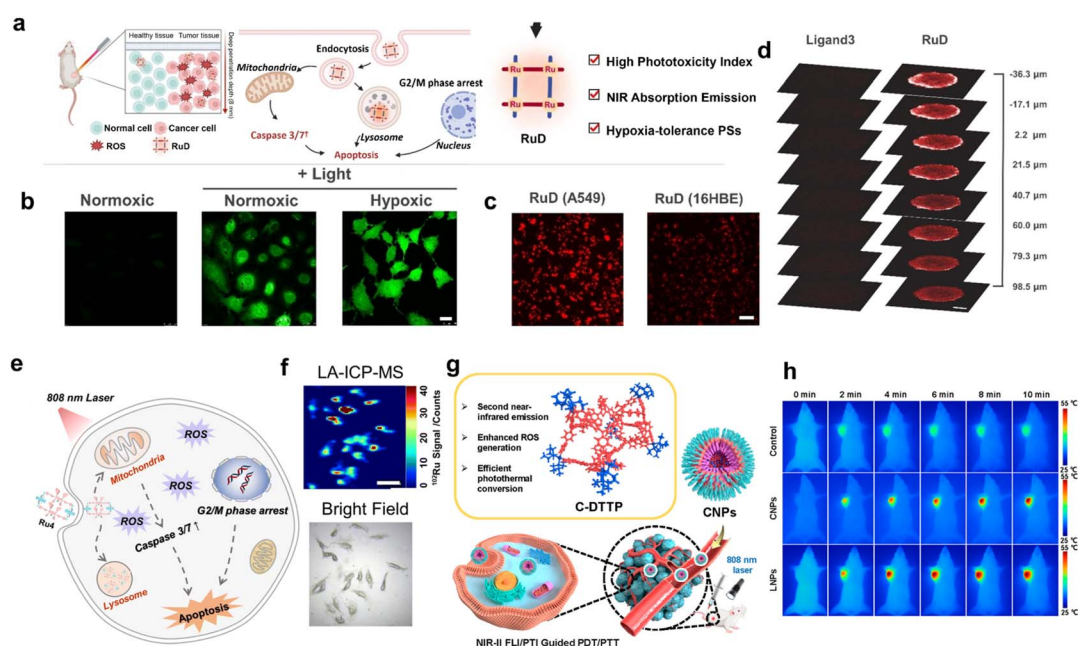 a
Healthy tissue
Tumor tissue
Deep penetration depth (8 mm)
Normal cell
Cancer cell
ROS
RuD
Endocytosis
Mitochondria
G2/M phase arrest
Caspase 3/7↑
Lysosome
Nucleus
Apoptosis
Ru
Ru
Ru
Ru
RuD
High Phototoxicity Index
NIR Absorption Emission
Hypoxia-tolerance PSs
b
+ Light
Normoxic
Normoxic
Hypoxic
c
RuD (A549)
RuD (16HBE)
d
Ligand3
RuD
-36.3 µm
-17.1 µm
2.2 µm
21.5 µm
40.7 µm
60.0 µm
79.3 µm
98.5 µm
e
808 nm Laser
Ru4
Mitochondria
ROS
ROS
ROS
G2/M phase arrest
Caspase 3/7
Lysosome
Apoptosis
f
LA-ICP-MS
40
30
20
10
0
102Ru Signal /Counts
Bright Field
g
Second near-
infrared emission
Enhanced ROS
generation
Efficient
photothermal
conversion
C-DTTP
CNPs
808 nm
laser
NIR-II FLI/PTI Guided PDT/PTT
h
0 min
2 min
4 min
6 min
8 min
10 min
Control
CNPs
LNPs
55 ℃
25 ℃
55 ℃
25 ℃
55 ℃
25 ℃